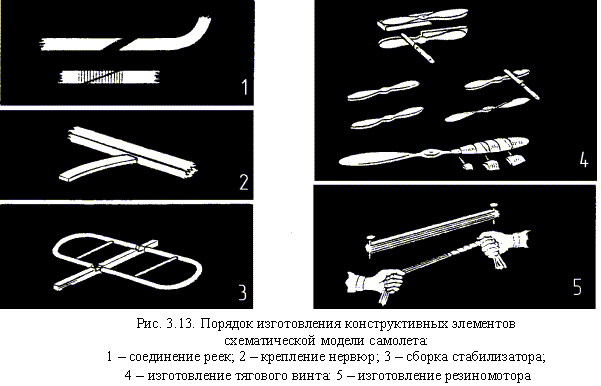 1
2
3
4
5
Рис. 3.13. Порядок изготовления конструктивных элементов
схематической модели самолета:
1 – соединение реек; 2 – крепление нервюр; 3 – сборка стабилизатора;
4 – изготовление тягового винта: 5 – изготовление резиномотора